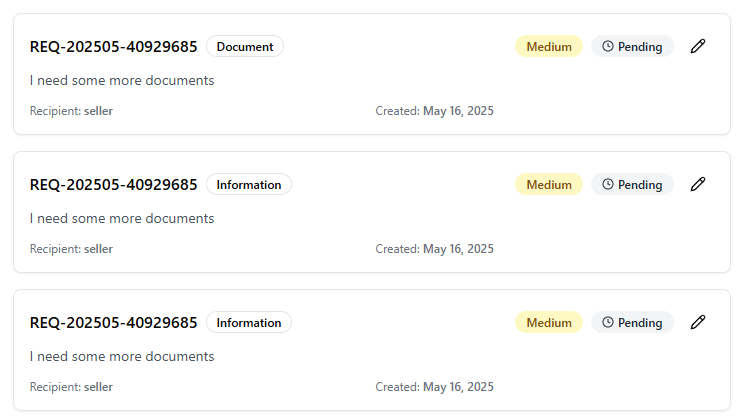 REQ-202505-40929685 Document Medium Pending
I need some more documents
Recipient: seller Created: May 16, 2025
REQ-202505-40929685 Information Medium Pending
I need some more documents
Recipient: seller Created: May 16, 2025
REQ-202505-40929685 Information Medium Pending
I need some more documents
Recipient: seller Created: May 16, 2025